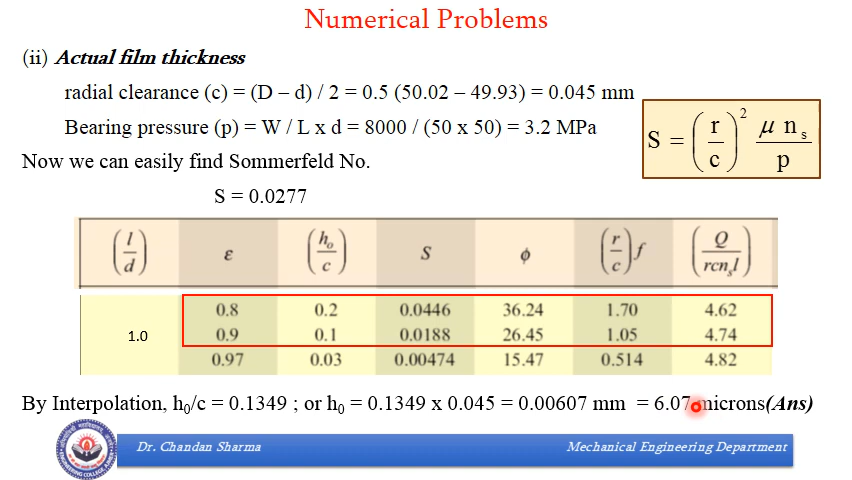 Numerical Problems
(ii) Actual film thickness
radial clearance (c) = (D – d) / 2 = 0.5 (50.02 – 49.93) = 0.045 mm
Bearing pressure (p) = W / L x d = 8000 / (50 x 50) = 3.2 MPa
S = (r/c)² μ nₛ / p
Now we can easily find Sommerfeld No.
S = 0.0277
(l/d) ε (hₒ/c) S ϕ (r/c) f (Q/rcnₛl)
0.8 0.2 0.0446 36.24 1.70 4.62
1.0 0.9 0.1 0.0188 26.45 1.05 4.74
0.97 0.03 0.00474 15.47 0.514 4.82
By Interpolation, h₀/c = 0.1349 ; or h₀ = 0.1349 x 0.045 = 0.00607 mm = 6.07 microns(Ans)
Dr. Chandan Sharma Mechanical Engineering Department